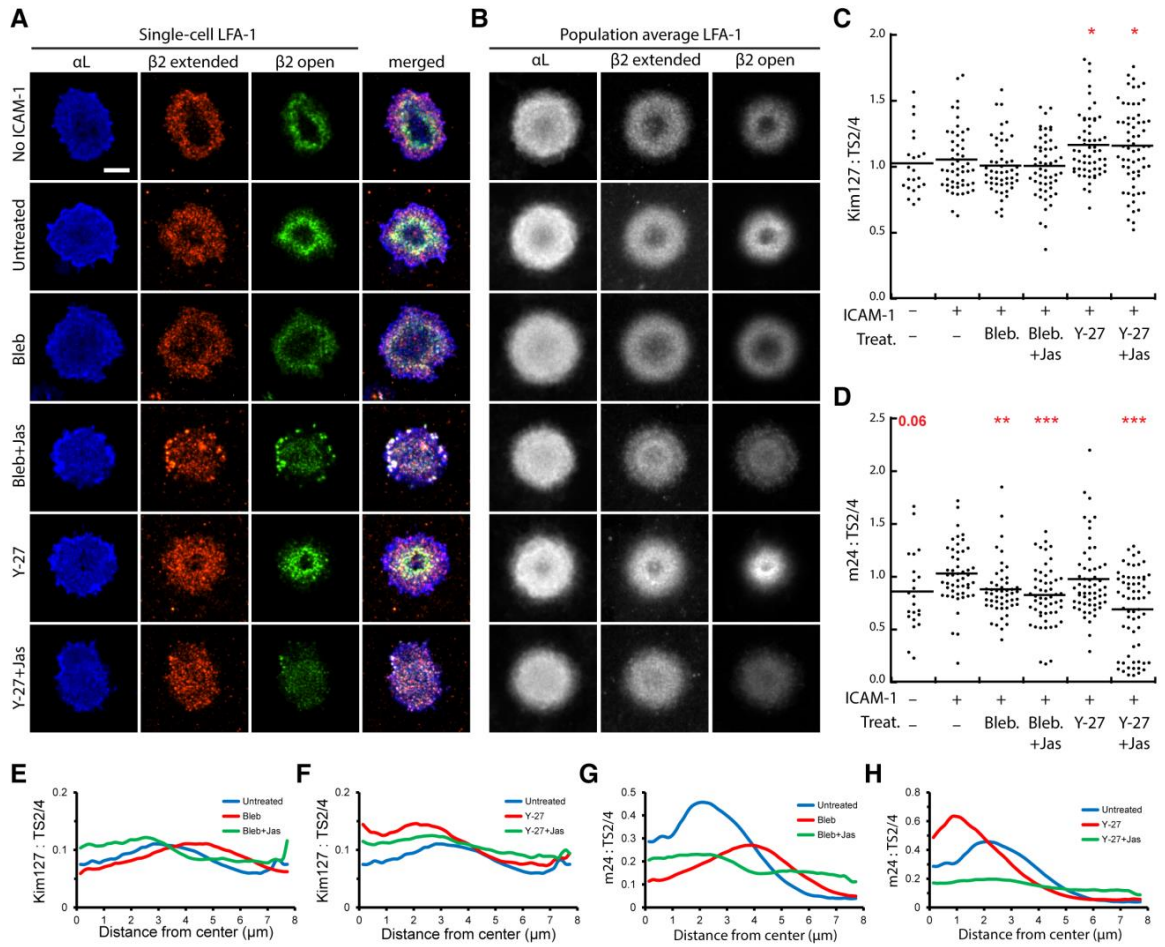 A
Single-cell LFA-1
αL β2 extended β2 open merged
No ICAM-1
Untreated
Bleb
Bleb+Jas
Y-27
Y-27+Jas
B
Population average LFA-1
αL β2 extended β2 open
C
* *
Kim127 : TS2/4
2.0
1.5
1.0
0.5
0.0
ICAM-1 – + + + + +
Treat. – – Bleb. Bleb. +Jas Y-27 Y-27 +Jas
D
0.06 ** *** ***
m24 : TS2/4
2.5
2.0
1.5
1.0
0.5
0.0
ICAM-1 – + + + + +
Treat. – – Bleb. Bleb. +Jas Y-27 Y-27 +Jas
E
Kim127 : TS2/4
0.2
0.1
0
Untreated
Bleb
Bleb+Jas
0 1 2 3 4 5 6 7 8
Distance from center (μm)
F
Kim127 : TS2/4
0.2
0.1
0
Untreated
Y-27
Y-27+Jas
0 1 2 3 4 5 6 7 8
Distance from center (μm)
G
m24 : TS2/4
0.5
0.4
0.3
0.2
0.1
0
Untreated
Bleb
Bleb+Jas
0 1 2 3 4 5 6 7 8
Distance from center (μm)
H
m24 : TS2/4
0.8
0.6
0.4
0.2
0
Untreated
Y-27
Y-27+Jas
0 1 2 3 4 5 6 7 8
Distance from center (μm)